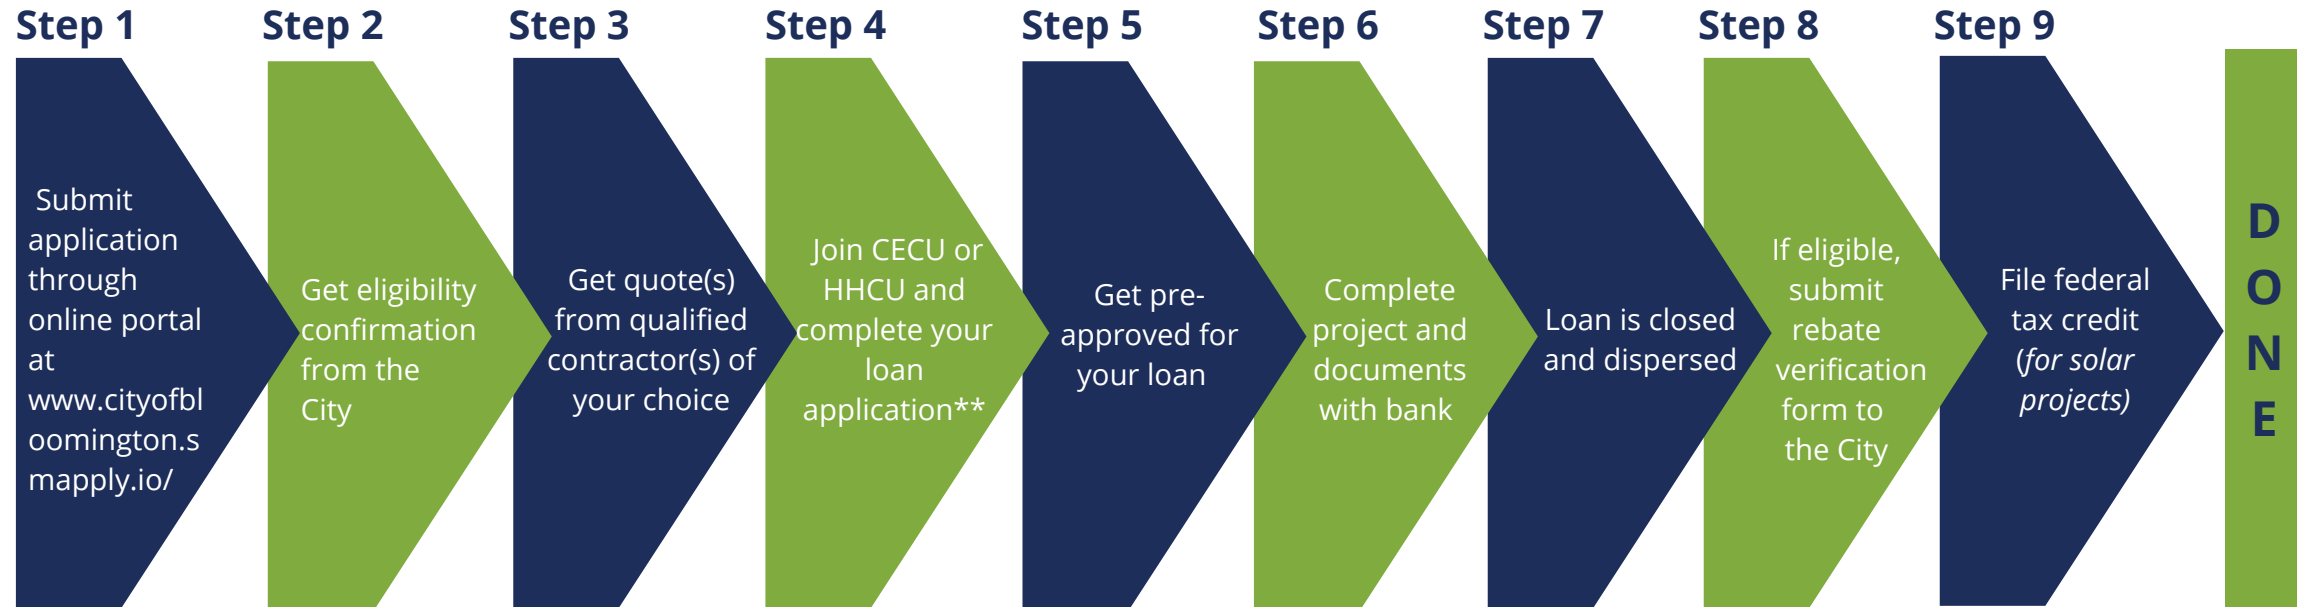 Step 1
Submit
application
through
online portal
at
www.cityofbl
oomington.s
mapply.io/
Step 2
Get eligibility
confirmation
from the
City
Step 3
Get quote(s)
from qualified
contractor(s) of
your choice
Step 4
Join CECU or
HHCU and
complete your
loan
application**
Step 5
Get pre-
approved for
your loan
Step 6
Complete
project and
documents
with bank
Step 7
Loan is closed
and dispersed
Step 8
If eligible,
submit
rebate
verification
form to
the City
Step 9
File federal
tax credit
(for solar
projects)
D
O
N
E